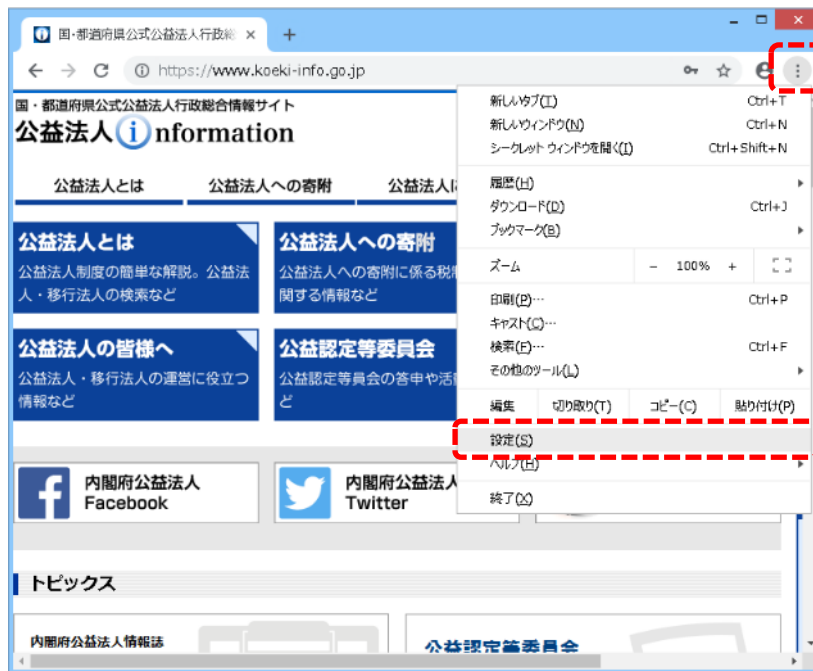 国・都道府県公式公益法人行政総
https://www.koeki-info.go.jp
国・都道府県公式公益法人行政総合情報サイト
公益法人 information
公益法人とは 公益法人への寄附 公益法人に
公益法人とは
公益法人制度の簡単な解説。公益法
人・移行法人の検索など
公益法人への寄附
公益法人への寄附に係る税
関する情報など
公益法人の皆様へ
公益法人・移行法人の運営に役立つ
情報など
公益認定等委員会
公益認定等委員会の答申や活
ど
内閣府公益法人
Facebook
内閣府公益法人
Twitter
トピックス
内閣府公益法人情報誌
公益認定等委員会
新しいタブ(T) Ctrl+T
新しいウィンドウ(N) Ctrl+N
シークレット ウィンドウを開く(I) Ctrl+Shift+N
履歴(H)
ダウンロード(D) Ctrl+J
ブックマーク(B)
ズーム - 100% +
印刷(P)… Ctrl+P
キャスト(C)…
検索(F)… Ctrl+F
その他のツール(L)
編集 切り取り(T) コピー(C) 貼り付け(P)
設定(S)
ヘルプ(H)
終了(X)